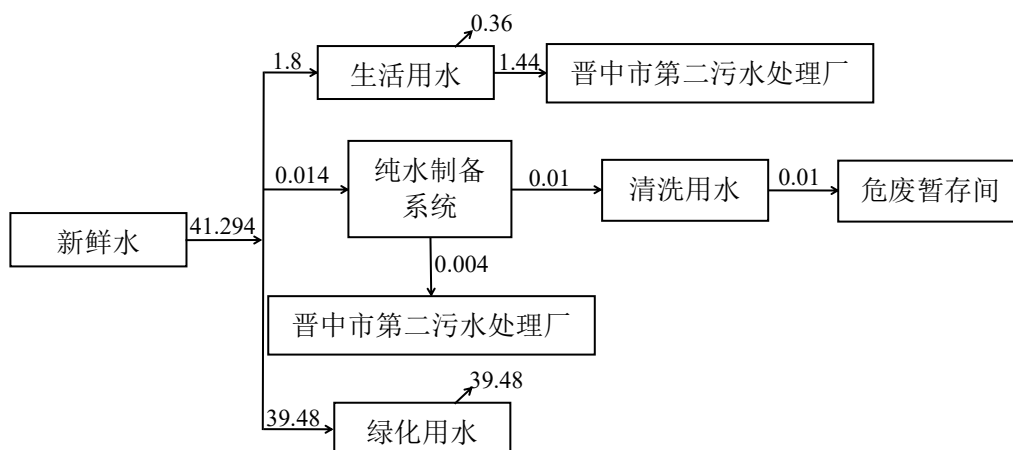 0.36
1.8
生活用水
1.44
晋中市第二污水处理厂
0.014
纯水制备
系统
0.01
清洗用水
0.01
危废暂存间
新鲜水
41.294
0.004
晋中市第二污水处理厂
39.48
39.48
绿化用水